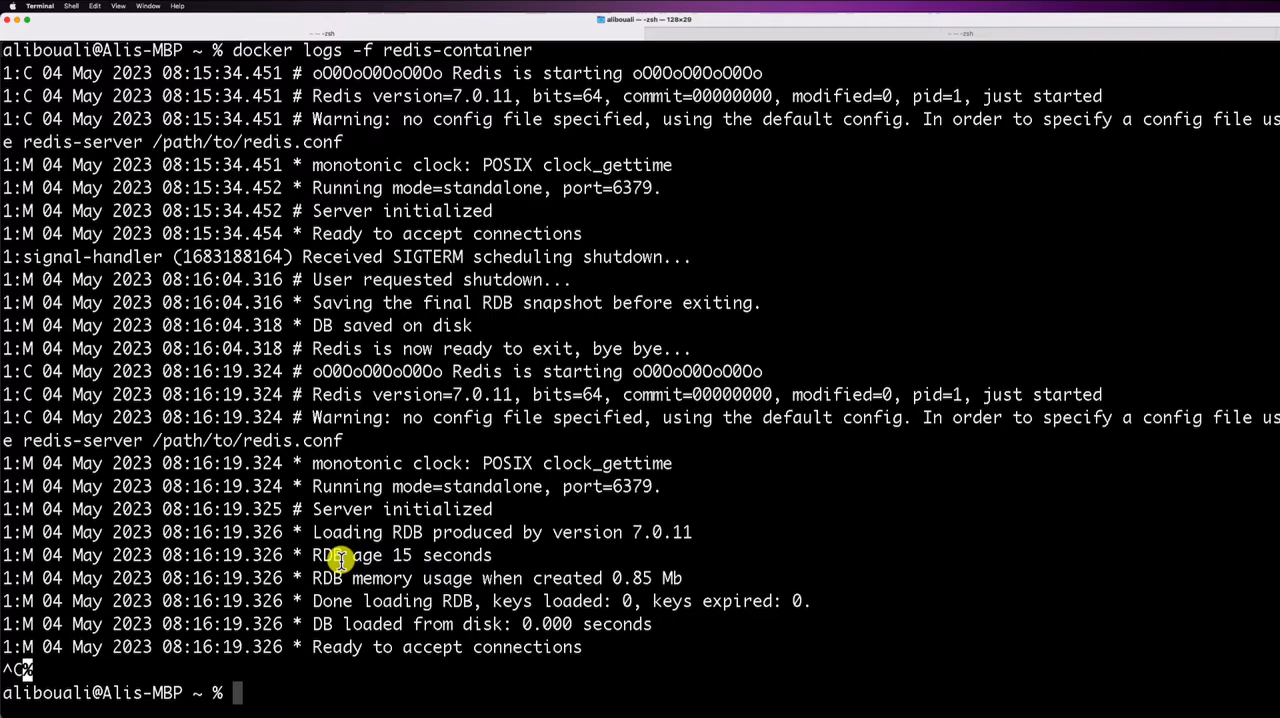 Terminal Shell Edit View Window Help
alibouali — -zsh — 128×29
~ — -zsh
~ — -zsh
alibouali@Alis-MBP ~ % docker logs -f redis-container
1:C 04 May 2023 08:15:34.451 # oO0OoO0OoO0Oo Redis is starting oO0OoO0OoO0Oo
1:C 04 May 2023 08:15:34.451 # Redis version=7.0.11, bits=64, commit=00000000, modified=0, pid=1, just started
1:C 04 May 2023 08:15:34.451 # Warning: no config file specified, using the default config. In order to specify a config file us
e redis-server /path/to/redis.conf
1:M 04 May 2023 08:15:34.451 * monotonic clock: POSIX clock_gettime
1:M 04 May 2023 08:15:34.452 * Running mode=standalone, port=6379.
1:M 04 May 2023 08:15:34.452 # Server initialized
1:M 04 May 2023 08:15:34.454 * Ready to accept connections
1:signal-handler (1683188164) Received SIGTERM scheduling shutdown...
1:M 04 May 2023 08:16:04.316 # User requested shutdown...
1:M 04 May 2023 08:16:04.316 * Saving the final RDB snapshot before exiting.
1:M 04 May 2023 08:16:04.318 * DB saved on disk
1:M 04 May 2023 08:16:04.318 # Redis is now ready to exit, bye bye...
1:C 04 May 2023 08:16:19.324 # oO0OoO0OoO0Oo Redis is starting oO0OoO0OoO0Oo
1:C 04 May 2023 08:16:19.324 # Redis version=7.0.11, bits=64, commit=00000000, modified=0, pid=1, just started
1:C 04 May 2023 08:16:19.324 # Warning: no config file specified, using the default config. In order to specify a config file us
e redis-server /path/to/redis.conf
1:M 04 May 2023 08:16:19.324 * monotonic clock: POSIX clock_gettime
1:M 04 May 2023 08:16:19.324 * Running mode=standalone, port=6379.
1:M 04 May 2023 08:16:19.325 # Server initialized
1:M 04 May 2023 08:16:19.326 * Loading RDB produced by version 7.0.11
1:M 04 May 2023 08:16:19.326 * RDB age 15 seconds
1:M 04 May 2023 08:16:19.326 * RDB memory usage when created 0.85 Mb
1:M 04 May 2023 08:16:19.326 * Done loading RDB, keys loaded: 0, keys expired: 0.
1:M 04 May 2023 08:16:19.326 * DB loaded from disk: 0.000 seconds
1:M 04 May 2023 08:16:19.326 * Ready to accept connections
^C%
alibouali@Alis-MBP ~ %